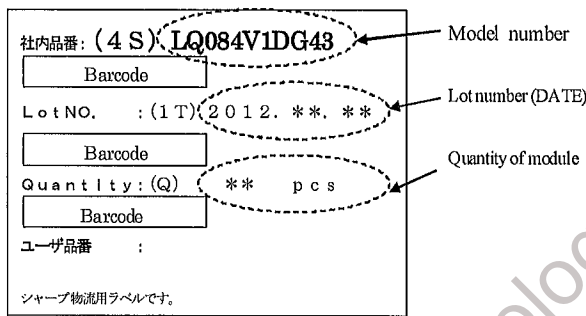 社内品番: (4S) LQ084V1DG43
Model number
Barcode
LotNO. : (1T) 2012. **. **
Lot number (DATE)
Barcode
Quantity of module
Quantity: (Q) ** pcs
Barcode
ユーザ品番 :
シャープ物流用ラベルです。